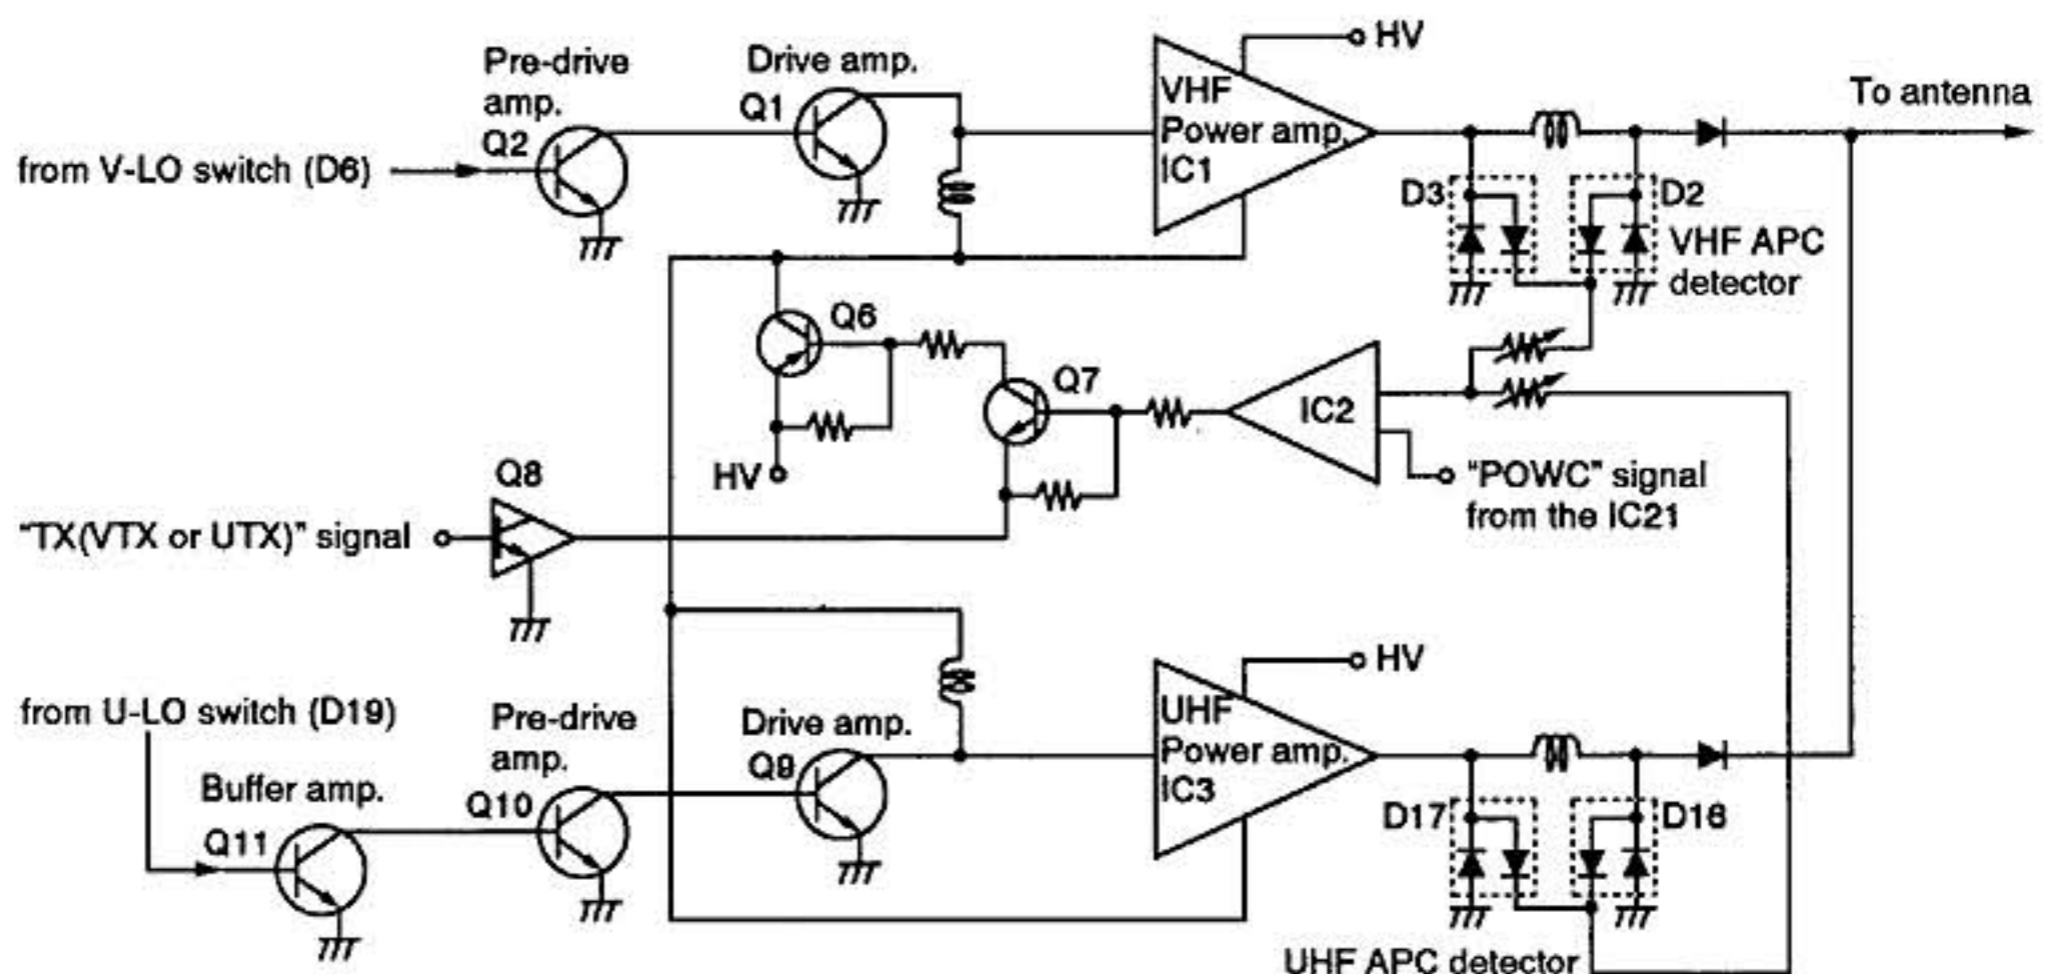 Pre-drive
amp.
Q2
Drive amp.
Q1
VHF
Power amp.
IC1
HV
To antenna
from V-LO switch (D6)
D3
D2
VHF APC
detector
Q6
Q7
IC2
HV
"POWC" signal
from the IC21
Q8
"TX(VTX or UTX)" signal
from U-LO switch (D19)
Buffer amp.
Q11
Pre-drive
amp.
Q10
Drive amp.
Q9
UHF
Power amp.
IC3
HV
D17
D16
UHF APC detector